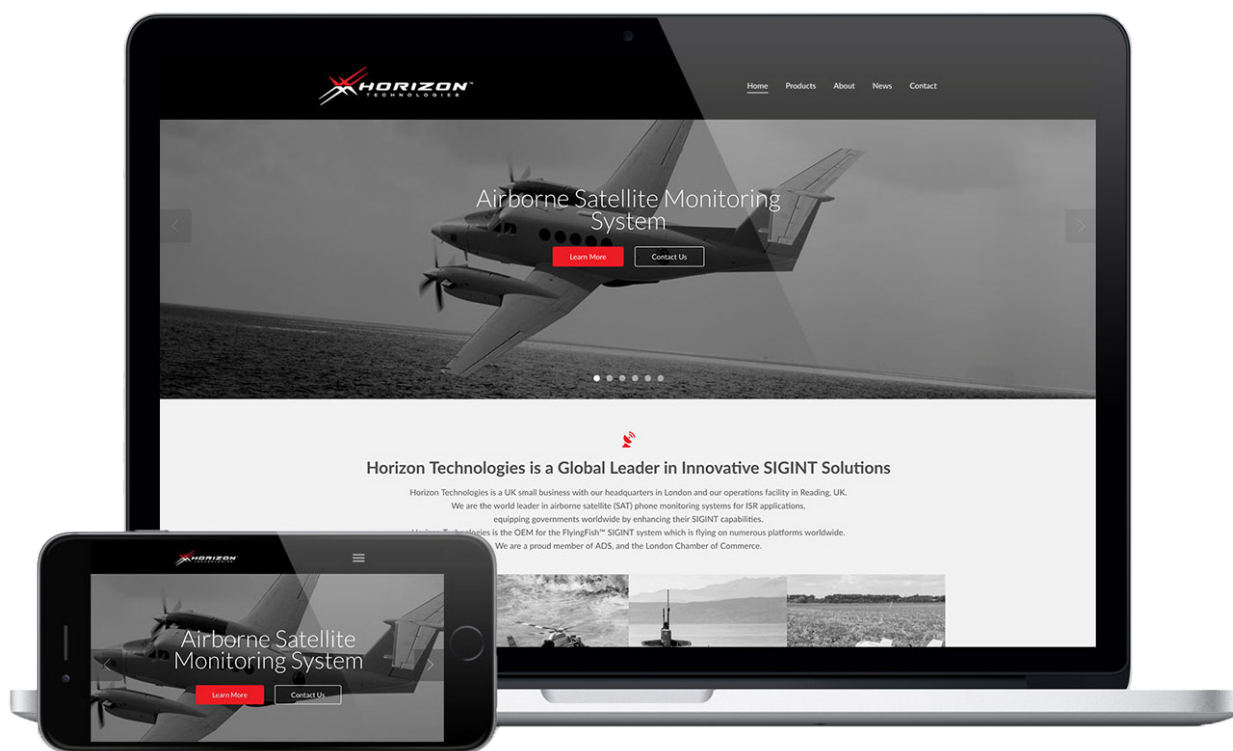 HORIZON™
TECHNOLOGIES
Home Products About News Contact
Airborne Satellite Monitoring
System
Learn More Contact Us
Horizon Technologies is a Global Leader in Innovative SIGINT Solutions
Horizon Technologies is a UK small business with our headquarters in London and our operations facility in Reading, UK.
We are the world leader in airborne satellite (SAT) phone monitoring systems for ISR applications,
equipping governments worldwide by enhancing their SIGINT capabilities.
Horizon Technologies is the OEM for the FlyingFish™ SIGINT system which is flying on numerous platforms worldwide.
We are a proud member of ADS, and the London Chamber of Commerce.
HORIZON
TECHNOLOGIES
Airborne Satellite
Monitoring System
Learn More Contact Us